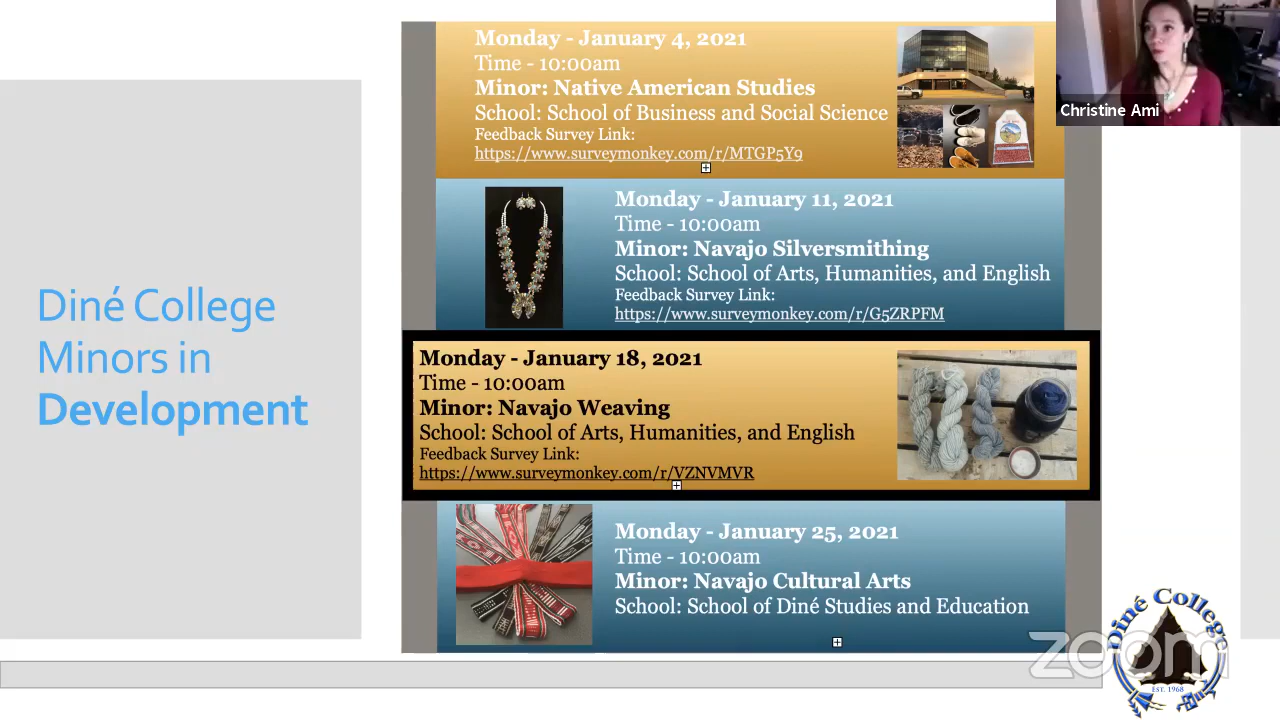 Diné College
Minors in
Development
Monday - January 4, 2021
Time - 10:00am
Minor: Native American Studies
School: School of Business and Social Science
Feedback Survey Link:
https://www.surveymonkey.com/r/MTGP5Y9
Monday - January 11, 2021
Time - 10:00am
Minor: Navajo Silversmithing
School: School of Arts, Humanities, and English
Feedback Survey Link:
https://www.surveymonkey.com/r/G5ZRPFM
Monday - January 18, 2021
Time - 10:00am
Minor: Navajo Weaving
School: School of Arts, Humanities, and English
Feedback Survey Link:
https://www.surveymonkey.com/r/VZNVMVR
Monday - January 25, 2021
Time - 10:00am
Minor: Navajo Cultural Arts
School: School of Diné Studies and Education
Christine Ami
zoom
Diné College
EST. 1968